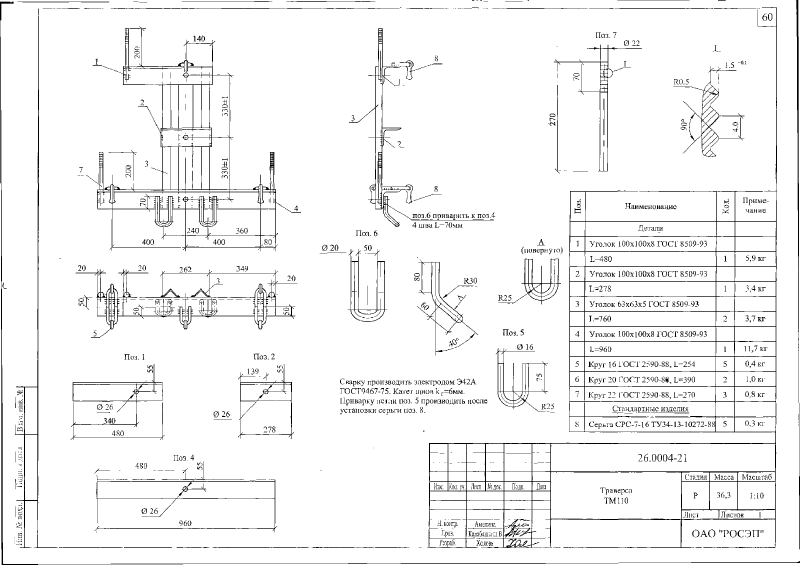 60
140
200
1
8
330±1
2
3
3
2
330±1
7
200
8
70
4
240
360
400
400
80
поз.6 приварить к поз.4
4 шва L=70мм
Поз. 7
Ø 22
I
70
270
I
1.5
R0.5
90°
4.0
20
20
262
349
3
20
50
50
50
5
Поз. 6
Ø 20
50
80
R30
60
А
40°
А
(повернуто)
R25
Поз. 5
Ø 16
75
R25
Поз. 1
55
Ø 26
340
480
Поз. 2
139
55
Ø 26
278
Поз. 4
480
55
Ø 26
960
Сварку производить электродом Э42А
ГОСТ9467-75. Катет швов k =6мм.
Приварку петли поз. 5 производить после
установки серьги поз. 8.
Поз. Наименование Кол. Приме-
чание
Детали
1 Уголок 100х100х8 ГОСТ 8509-93
L=480 1 5,9 кг
2 Уголок 100х100х8 ГОСТ 8509-93
L=278 1 3,4 кг
3 Уголок 63х63х5 ГОСТ 8509-93
L=760 2 3,7 кг
4 Уголок 100х100х8 ГОСТ 8509-93
L=960 1 11,7 кг
5 Круг 16 ГОСТ 2590-88, L=254 5 0,4 кг
6 Круг 20 ГОСТ 2590-88, L=390 2 1,0 кг
7 Круг 22 ГОСТ 2590-88, L=270 3 0,8 кг
Стандартные изделия
8 Серьга СРС-7-16 ТУ34-13-10272-88 5 0,3 кг
26.0004-21
Изм. Кол. уч Лист № док. Подп. Дата
Траверса
ТМ110
Стадия Масса Масштаб
Р 36,3 1:10
Лист Листов 1
Н. контр.
Пров.
Разраб.
ОАО "РОСЭП"
Взам. инв. №
Подп. и дата
Инв. № подл.